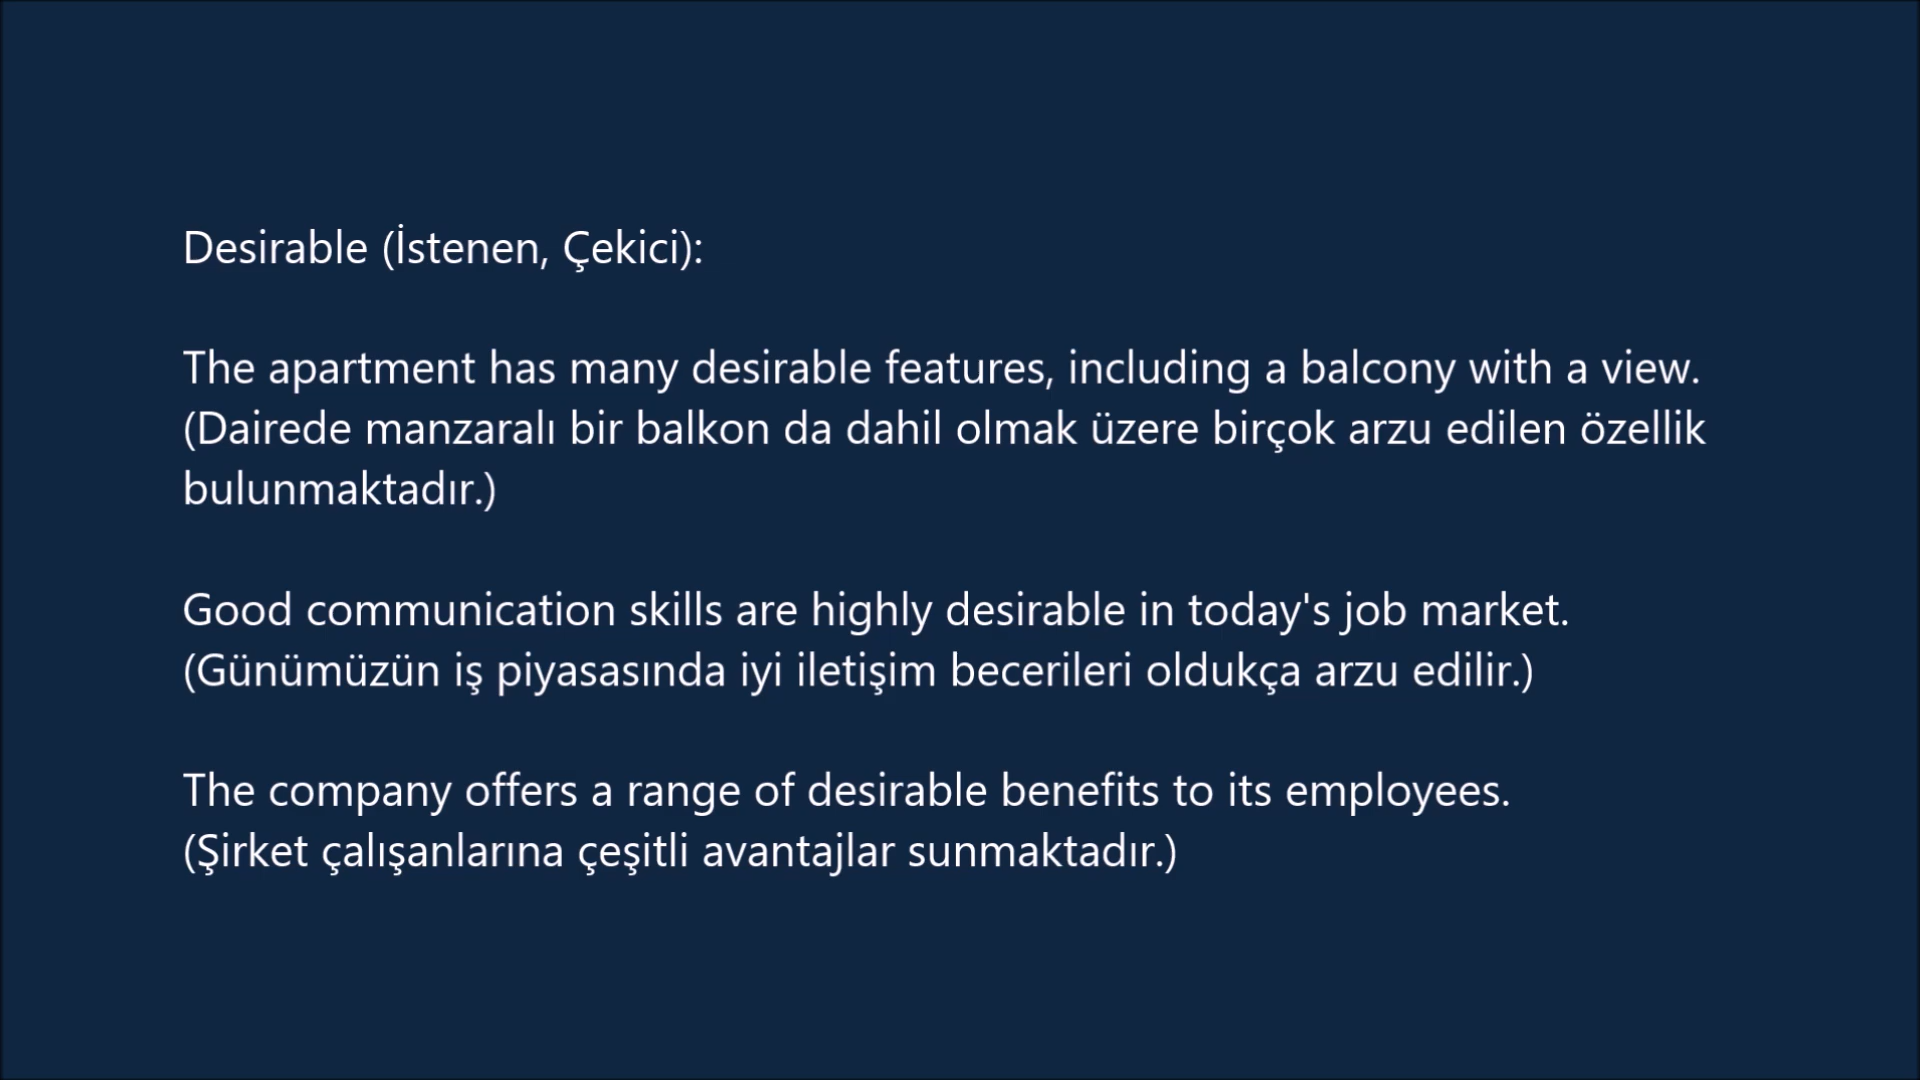 Desirable (İstenen, Çekici):
The apartment has many desirable features, including a balcony with a view.
(Dairede manzaralı bir balkon da dahil olmak üzere birçok arzu edilen özellik
bulunmaktadır.)
Good communication skills are highly desirable in today's job market.
(Günümüzün iş piyasasında iyi iletişim becerileri oldukça arzu edilir.)
The company offers a range of desirable benefits to its employees.
(Şirket çalışanlarına çeşitli avantajlar sunmaktadır.)